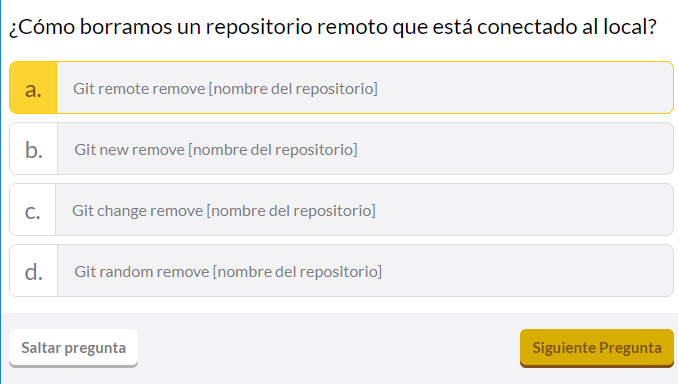 ¿Cómo borramos un repositorio remoto que está conectado al local?
a. Git remote remove [nombre del repositorio]
b. Git new remove [nombre del repositorio]
c. Git change remove [nombre del repositorio]
d. Git random remove [nombre del repositorio]
Saltar pregunta Siguiente Pregunta